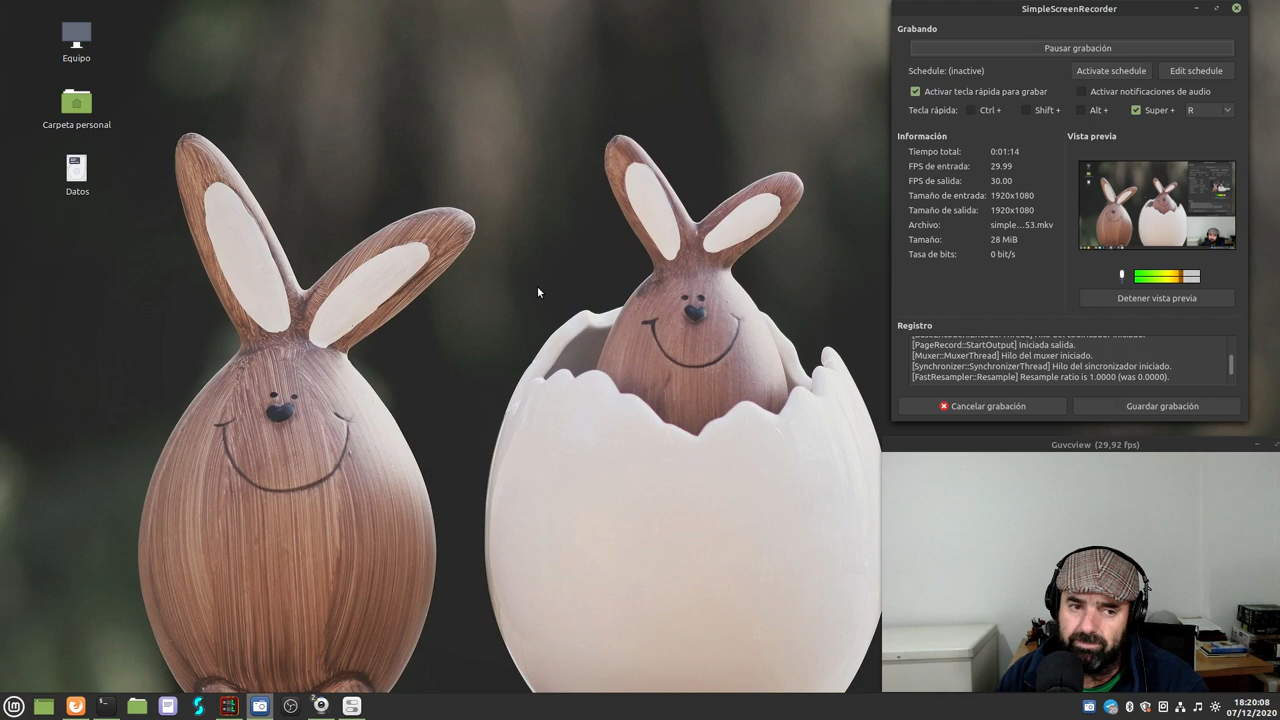 Equipo
Carpeta personal
Datos
SimpleScreenRecorder
Grabando
Pausar grabación
Schedule: (inactive)
Activate schedule
Edit schedule
Activar tecla rápida para grabar
Activar notificaciones de audio
Tecla rápida:
Ctrl +
Shift +
Alt +
Super +
R
Información
Tiempo total: 0:01:14
FPS de entrada: 29.99
FPS de salida: 30.00
Tamaño de entrada: 1920x1080
Tamaño de salida: 1920x1080
Archivo: simple...53.mkv
Tamaño: 28 MiB
Tasa de bits: 0 bit/s
Vista previa
Detener vista previa
Registro
[PageRecord::StartOutput] Iniciada salida.
[Muxer::MuxerThread] Hilo del muxer iniciado.
[Synchronizer::SynchronizerThread] Hilo del sincronizador iniciado.
[FastResampler::Resample] Resample ratio is 1.0000 (was 0.0000).
Cancelar grabación
Guardar grabación
Guvcview (29,92 fps)
18:20:08
07/12/2020